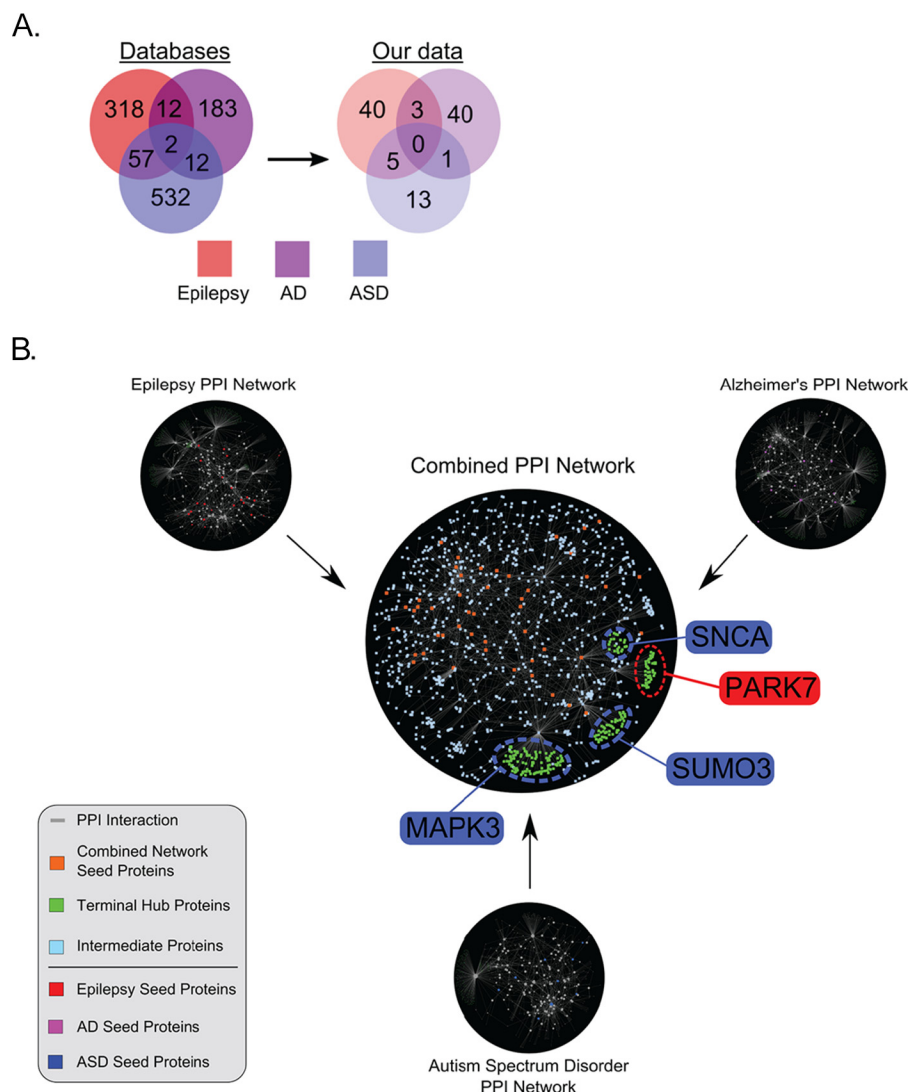 A.
Databases
Our data
318 12 183
2
57 12
532
40 3 40
0
5 1
13
Epilepsy AD ASD
B.
Epilepsy PPI Network
Alzheimer's PPI Network
Combined PPI Network
SNCA
PARK7
SUMO3
MAPK3
PPI Interaction
Combined Network
Seed Proteins
Terminal Hub Proteins
Intermediate Proteins
Epilepsy Seed Proteins
AD Seed Proteins
ASD Seed Proteins
Autism Spectrum Disorder
PPI Network